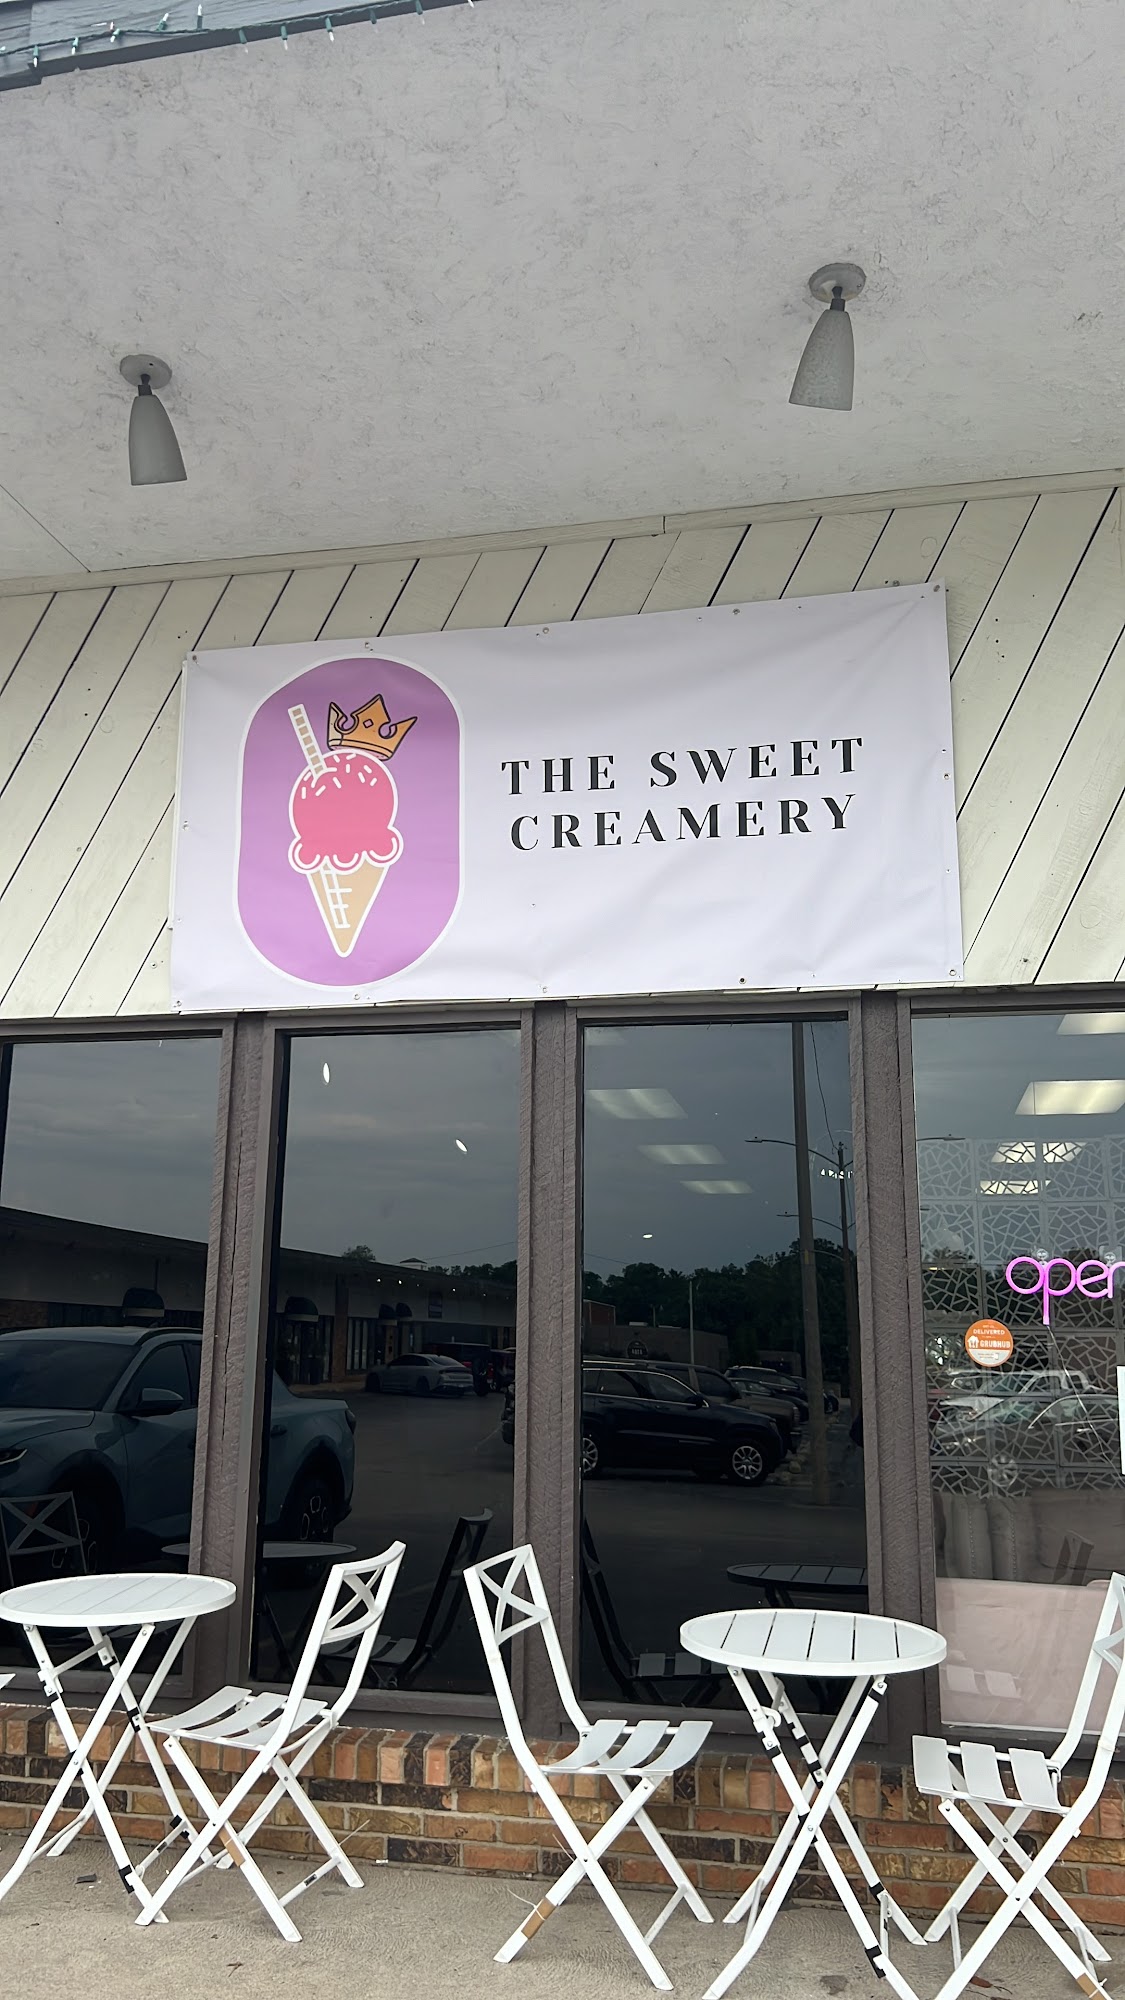 THE SWEET
CREAMERY
open
DELIVERED
GRUBHUB